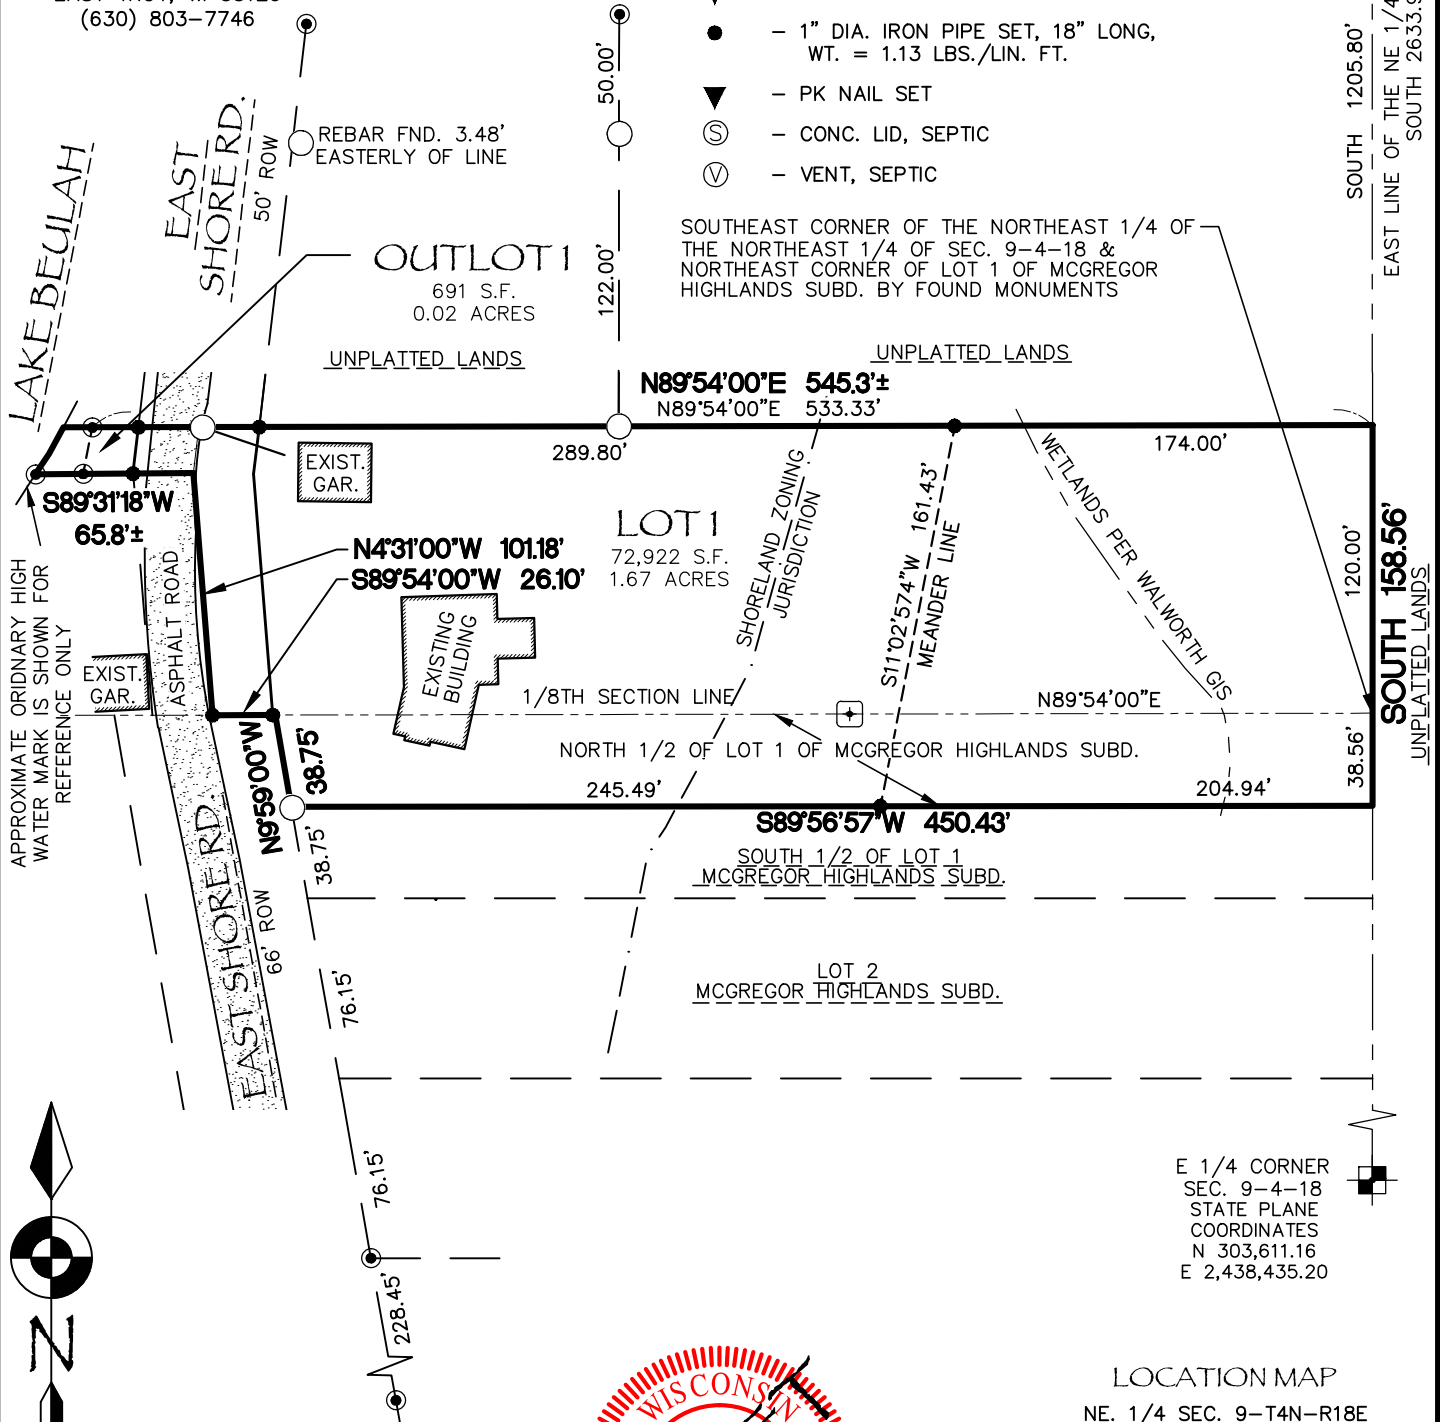 (630) 803-7746
50.00'
– 1" DIA. IRON PIPE SET, 18" LONG,
WT. = 1.13 LBS./LIN. FT.
– PK NAIL SET
S – CONC. LID, SEPTIC
V – VENT, SEPTIC
SOUTH 1205.80'
EAST LINE OF THE NE 1/4
SOUTH 2633.9
LAKE BEULAH
EAST
SHORE RD.
50' ROW
REBAR FND. 3.48'
EASTERLY OF LINE
OUTLOT 1
691 S.F.
0.02 ACRES
122.00'
SOUTHEAST CORNER OF THE NORTHEAST 1/4 OF
THE NORTHEAST 1/4 OF SEC. 9-4-18 &
NORTHEAST CORNER OF LOT 1 OF MCGREGOR
HIGHLANDS SUBD. BY FOUND MONUMENTS
UNPLATTED LANDS
UNPLATTED LANDS
N89°54'00"E 545.3'±
N89°54'00"E 533.33'
289.80'
174.00'
EXIST.
GAR.
S89°31'18"W
65.8'±
LOT 1
72,922 S.F.
1.67 ACRES
N4°31'00"W 101.18'
S89°54'00"W 26.10'
SHORELAND ZONING
JURISDICTION
S11°02'574"W 161.43'
MEANDER LINE
WETLANDS PER WALWORTH GIS
120.00'
SOUTH 158.56'
UNPLATTED LANDS
APPROXIMATE ORIDNARY HIGH
WATER MARK IS SHOWN FOR
REFERENCE ONLY
ASPHALT ROAD
EXIST.
GAR.
EXISTING
BUILDING
1/8TH SECTION LINE
N89°54'00"E
NORTH 1/2 OF LOT 1 OF MCGREGOR HIGHLANDS SUBD.
38.56'
N9°59'00"W
38.75'
245.49'
204.94'
S89°56'57"W 450.43'
38.75'
SOUTH 1/2 OF LOT 1
MCGREGOR HIGHLANDS SUBD.
EAST SHORE RD.
66' ROW
76.15'
LOT 2
MCGREGOR HIGHLANDS SUBD.
76.15'
E 1/4 CORNER
SEC. 9-4-18
STATE PLANE
COORDINATES
N 303,611.16
E 2,438,435.20
228.45'
N
WISCONSIN
LOCATION MAP
NE. 1/4 SEC. 9-T4N-R18E